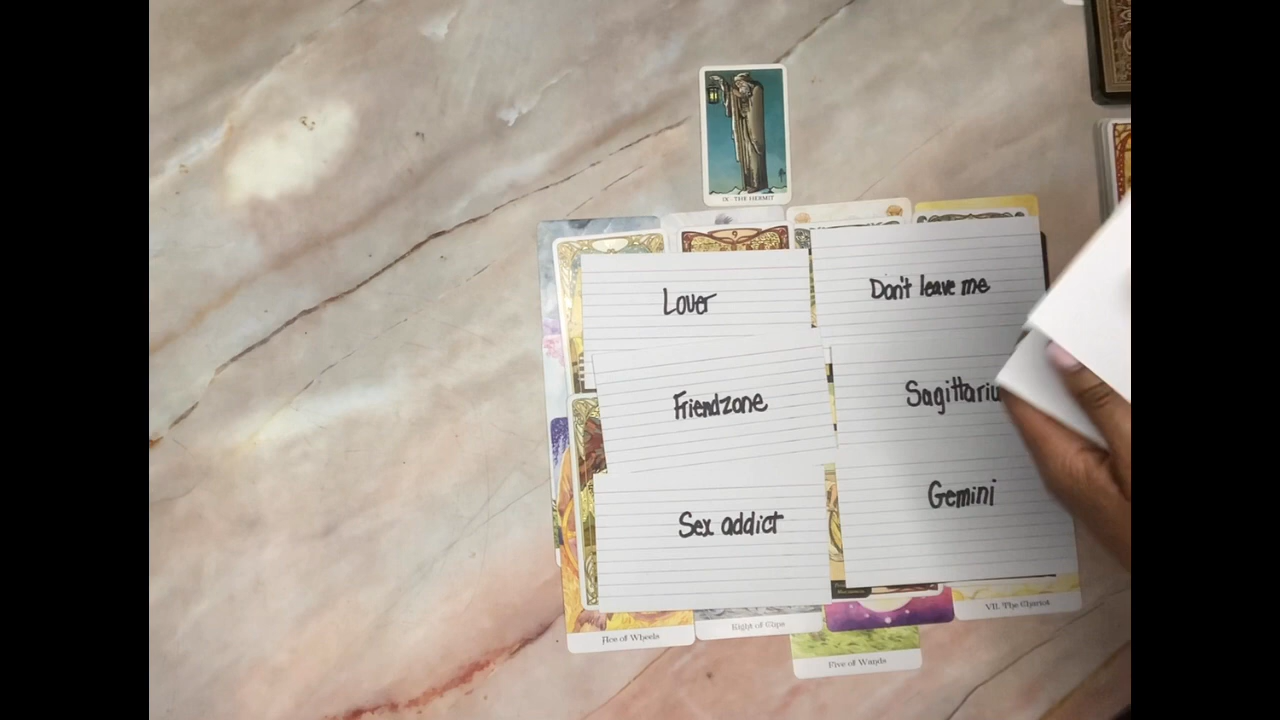 IX · THE HERMIT
Lover
Don't leave me
Friendzone
Sagittariu
Sex addict
Gemini
VII. The Chariot
Ace of Wheels
Eight of Cups
Five of Wands